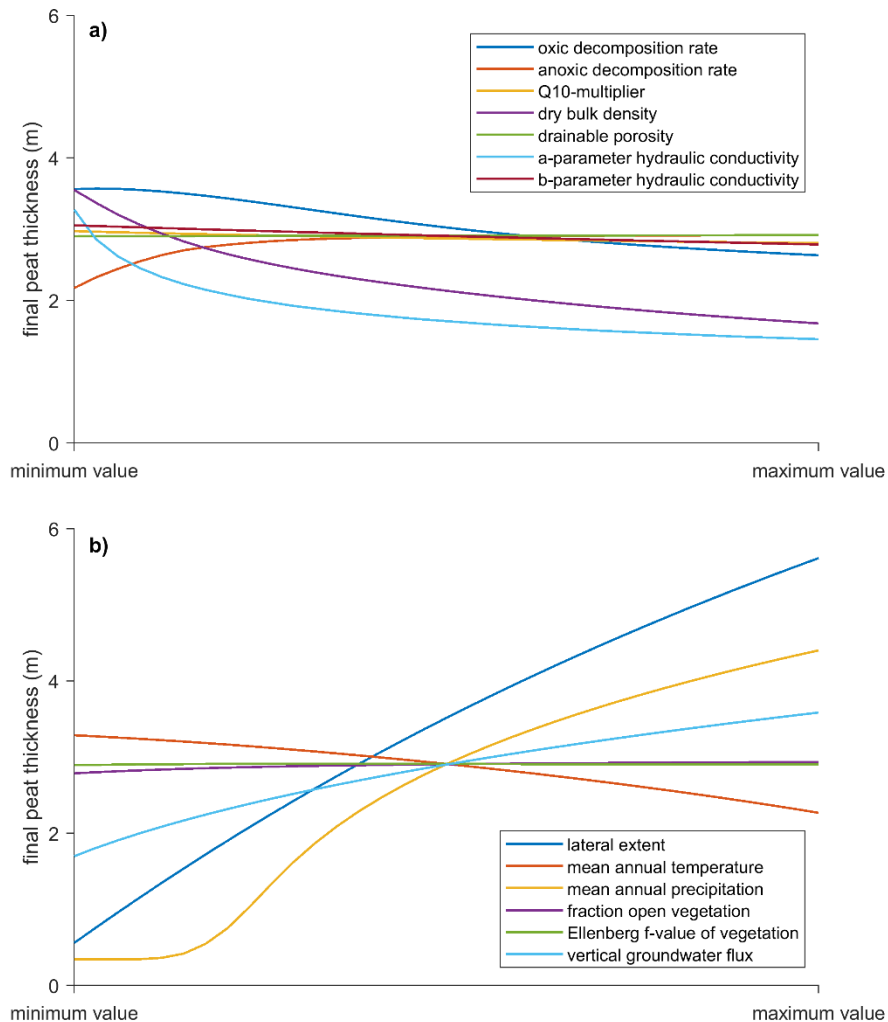 6
a)
oxic decomposition rate
anoxic decomposition rate
Q10-multiplier
dry bulk density
drainable porosity
a-parameter hydraulic conductivity
b-parameter hydraulic conductivity
final peat thickness (m)
4
2
0
minimum value
maximum value
6
b)
final peat thickness (m)
4
2
lateral extent
mean annual temperature
mean annual precipitation
fraction open vegetation
Ellenberg f-value of vegetation
vertical groundwater flux
0
minimum value
maximum value